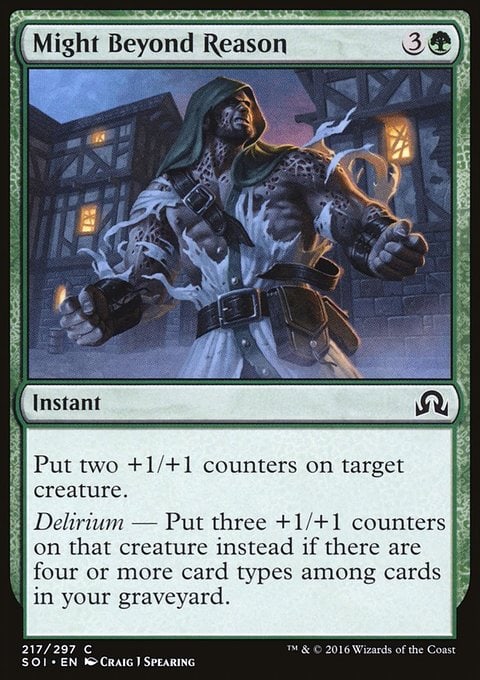 Might Beyond Reason 3
Instant
Put two +1/+1 counters on target
creature.
Delirium — Put three +1/+1 counters
on that creature instead if there are
four or more card types among cards
in your graveyard.
217/297 C
SOI • EN Craig J Spearing
™ & © 2016 Wizards of the Coast